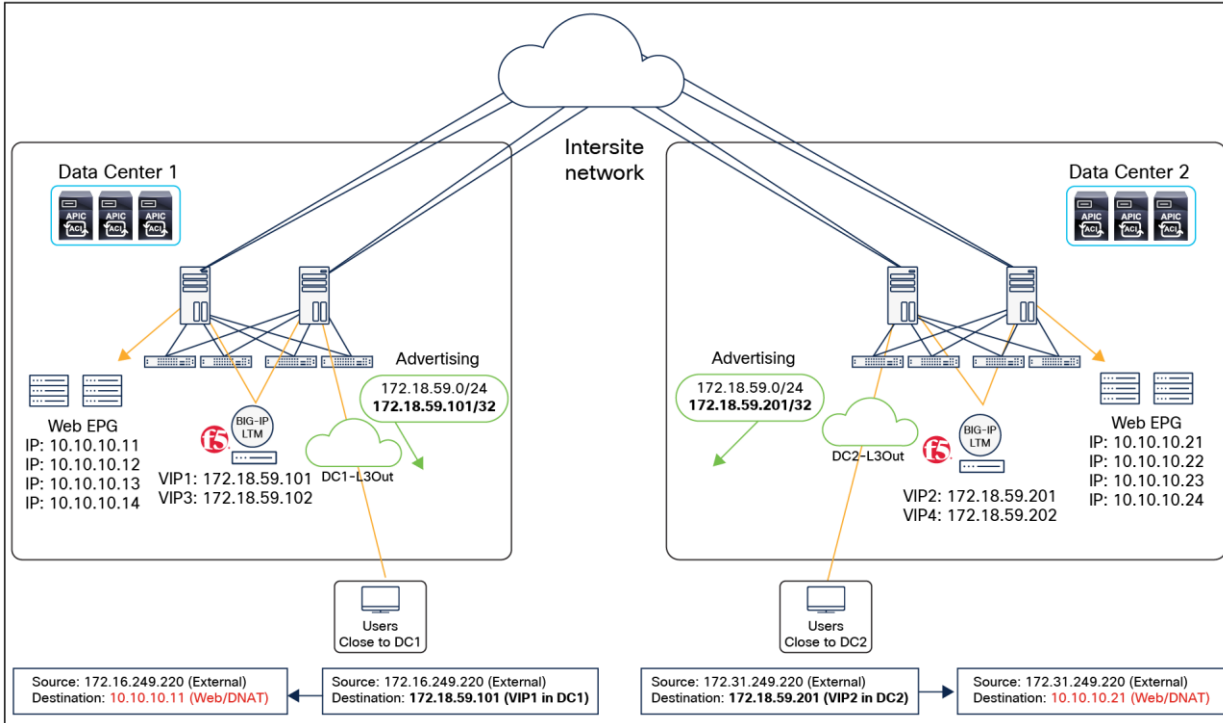 Intersite
network
Data Center 1
APIC
ACI
APIC
ACI
APIC
ACI
Advertising
172.18.59.0/24
172.18.59.101/32
Web EPG
IP: 10.10.10.11
IP: 10.10.10.12
IP: 10.10.10.13
IP: 10.10.10.14
f5
BIG-IP
LTM
VIP1: 172.18.59.101
VIP3: 172.18.59.102
DC1-L3Out
Users
Close to DC1
Data Center 2
APIC
ACI
APIC
ACI
APIC
ACI
Advertising
172.18.59.0/24
172.18.59.201/32
DC2-L3Out
f5
BIG-IP
LTM
VIP2: 172.18.59.201
VIP4: 172.18.59.202
Web EPG
IP: 10.10.10.21
IP: 10.10.10.22
IP: 10.10.10.23
IP: 10.10.10.24
Users
Close to DC2
Source: 172.16.249.220 (External)
Destination: 10.10.10.11 (Web/DNAT)
Source: 172.16.249.220 (External)
Destination: 172.18.59.101 (VIP1 in DC1)
Source: 172.31.249.220 (External)
Destination: 172.18.59.201 (VIP2 in DC2)
Source: 172.31.249.220 (External)
Destination: 10.10.10.21 (Web/DNAT)